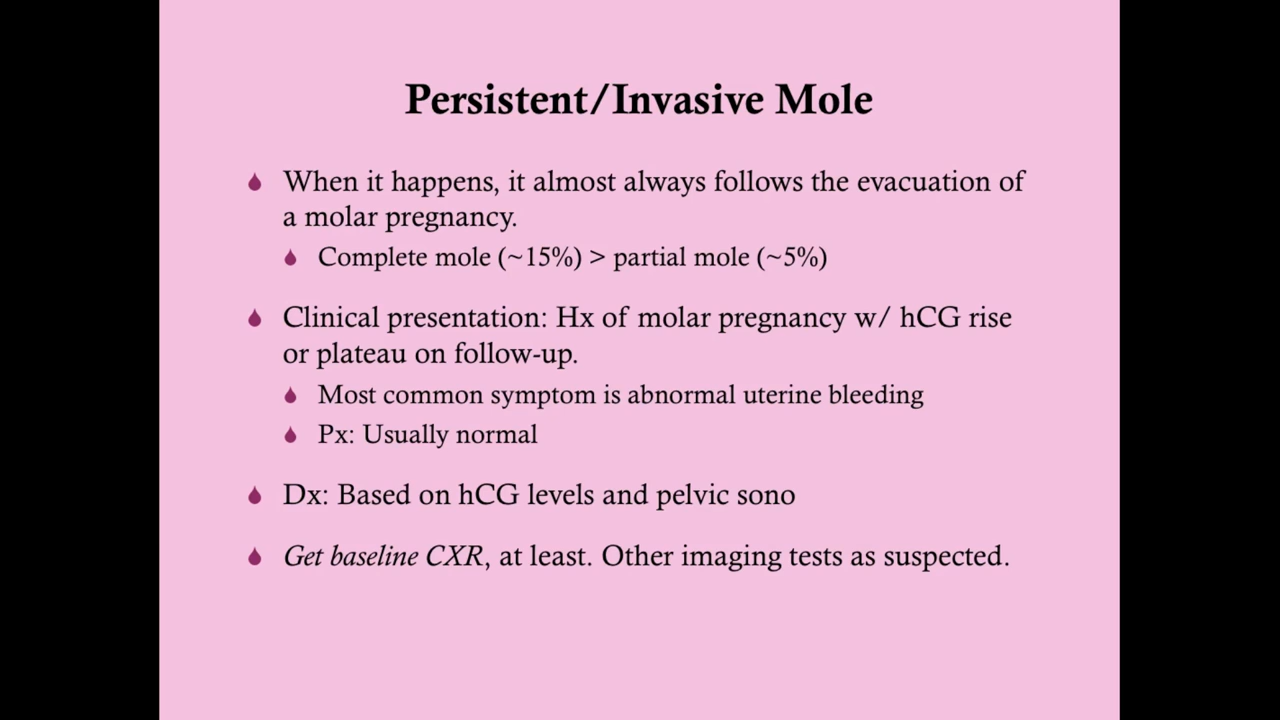 Persistent/Invasive Mole
When it happens, it almost always follows the evacuation of
a molar pregnancy.
Complete mole (~15%) > partial mole (~5%)
Clinical presentation: Hx of molar pregnancy w/ hCG rise
or plateau on follow-up.
Most common symptom is abnormal uterine bleeding
Px: Usually normal
Dx: Based on hCG levels and pelvic sono
Get baseline CXR, at least. Other imaging tests as suspected.